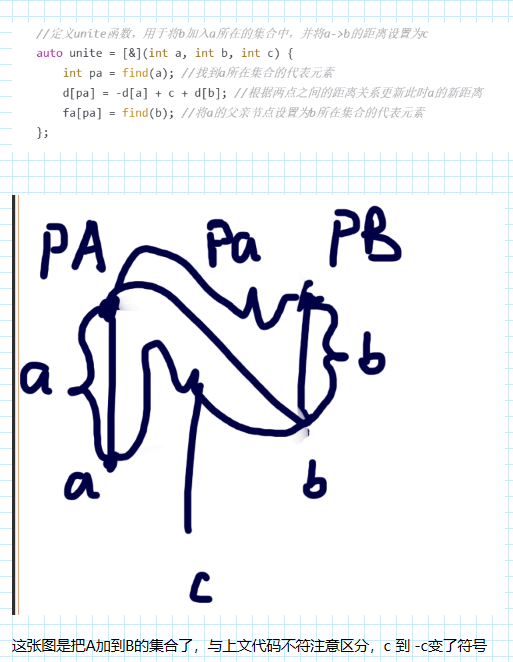 //定义unite函数，用于将b加入a所在的集合中，并将a->b的距离设置为c
auto unite = [&](int a, int b, int c) {
int pa = find(a); //找到a所在集合的代表元素
d[pa] = -d[a] + c + d[b]; //根据两点之间的距离关系更新此时a的新距离
fa[pa] = find(b); //将a的父亲节点设置为b所在集合的代表元素
};
PA Pa PB
a b
a b
c
这张图是把A加到B的集合了，与上文代码不符注意区分，c 到 -c变了符号